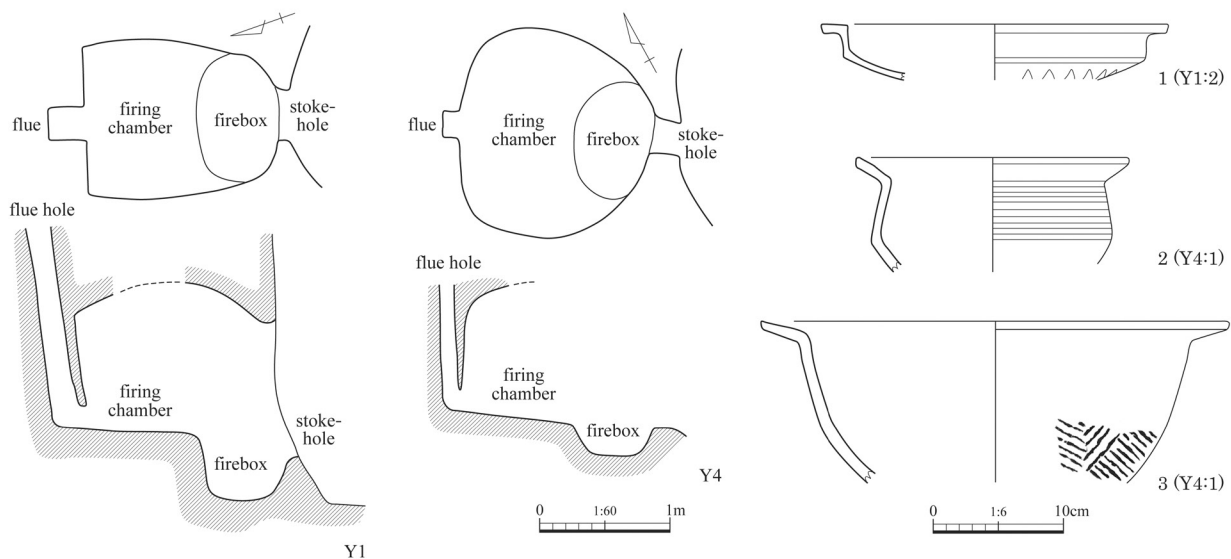 flue
firing
chamber
firebox
stoke-
hole
flue hole
firing
chamber
firebox
stoke-
hole
Y1
flue
firing
chamber
firebox
stoke-
hole
flue hole
firing
chamber
firebox
Y4
0
1:60
1m
1 (Y1:2)
2 (Y4:1)
3 (Y4:1)
0
1:6
10cm